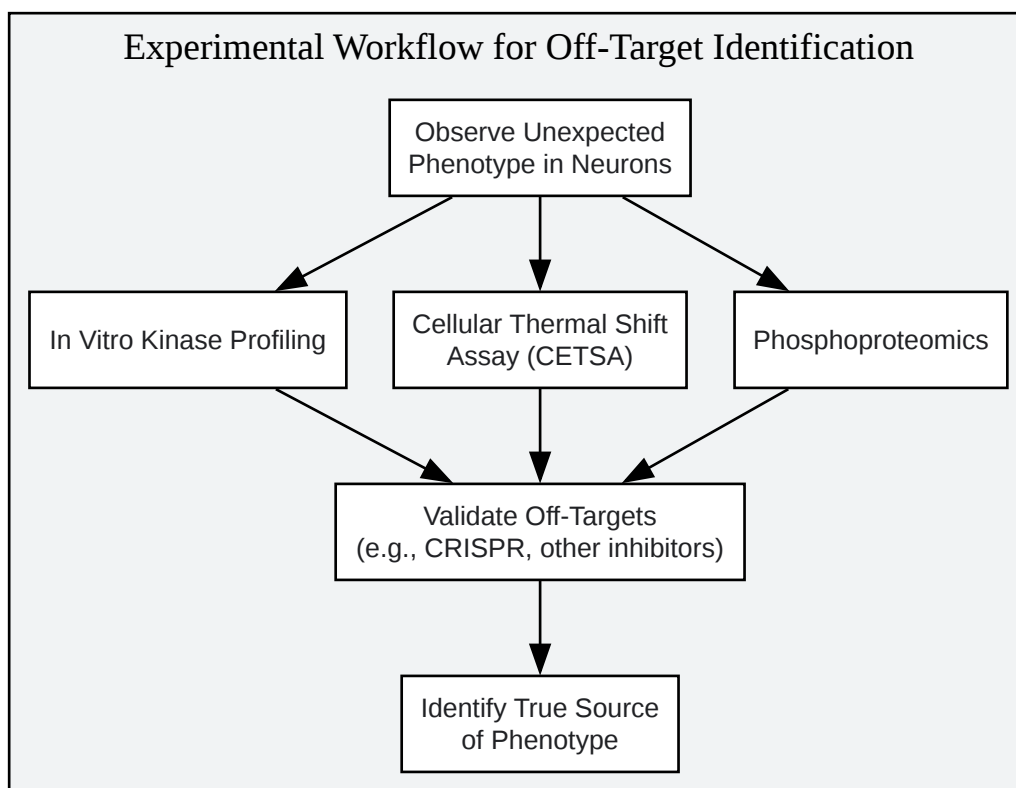 Experimental Workflow for Off-Target Identification
Observe Unexpected
Phenotype in Neurons
In Vitro Kinase Profiling
Cellular Thermal Shift
Assay (CETSA)
Phosphoproteomics
Validate Off-Targets
(e.g., CRISPR, other inhibitors)
Identify True Source
of Phenotype